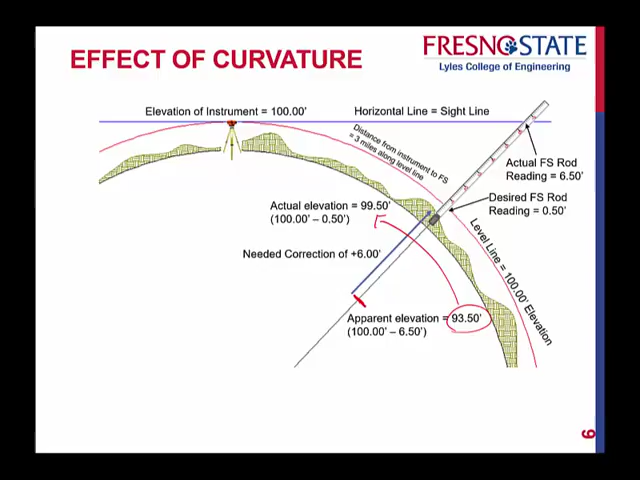 EFFECT OF CURVATURE
FRESNO STATE
Lyles College of Engineering
Elevation of Instrument = 100.00'
Horizontal Line = Sight Line
Distance from instrument to FS
= 3 miles along level line
Actual FS Rod
Reading = 6.50'
Desired FS Rod
Reading = 0.50'
Actual elevation = 99.50'
(100.00' – 0.50')
Level Line = 100.00' Elevation
Needed Correction of +6.00'
Apparent elevation = 93.50'
(100.00' – 6.50')
6